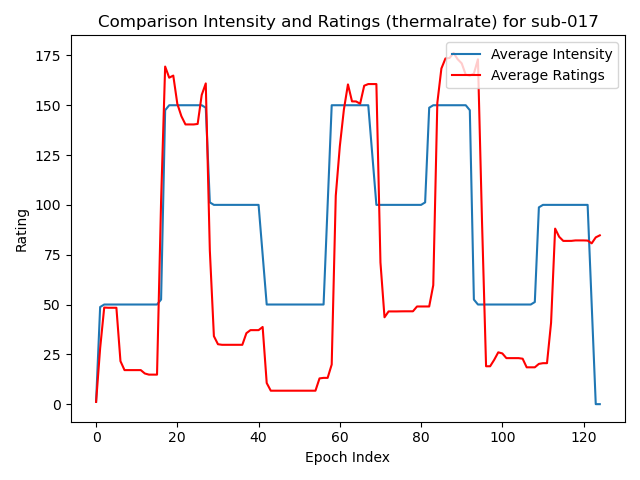 Comparison Intensity and Ratings (thermalrate) for sub-017
Average Intensity
Average Ratings
175
150
125
100
75
50
25
0
Rating
0 20 40 60 80 100 120
Epoch Index